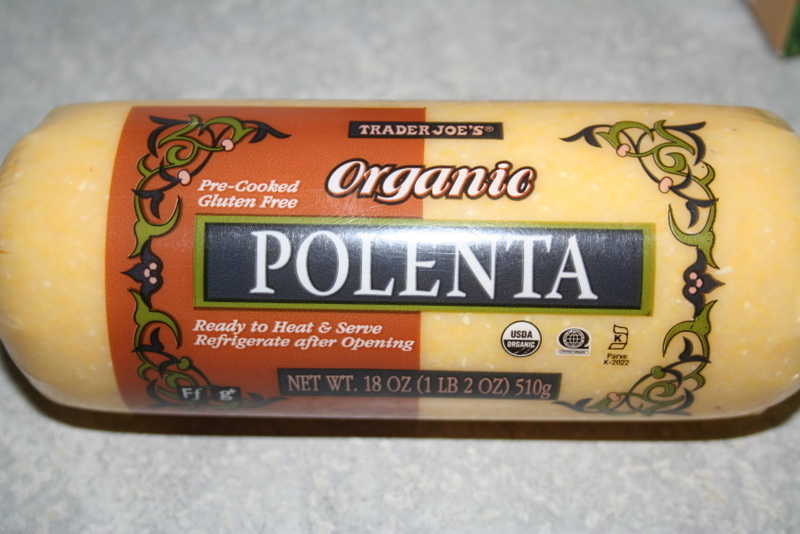 TRADER JOE'S®
Organic
Pre-Cooked
Gluten Free
POLENTA
Ready to Heat & Serve
Refrigerate after Opening
USDA
ORGANIC
K
Parve
K-2022
NET WT. 18 OZ (1 LB 2 OZ) 510g